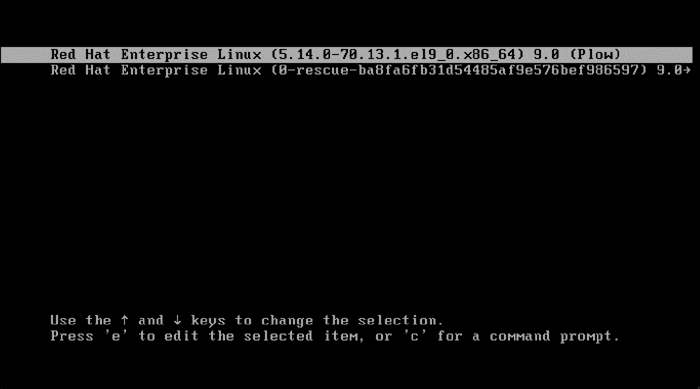 Red Hat Enterprise Linux (5.14.0-70.13.1.el9_0.x86_64) 9.0 (Plow)
Red Hat Enterprise Linux (0-rescue-ba8fa6fb31d54485af9e576bef986597) 9.0→
Use the ↑ and ↓ keys to change the selection.
Press 'e' to edit the selected item, or 'c' for a command prompt.